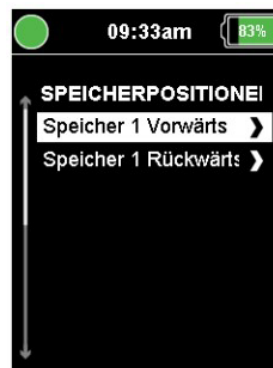 09:33am 83%
SPEICHERPOSITIONEI
Speicher 1 Vorwärts
Speicher 1 Rückwärts